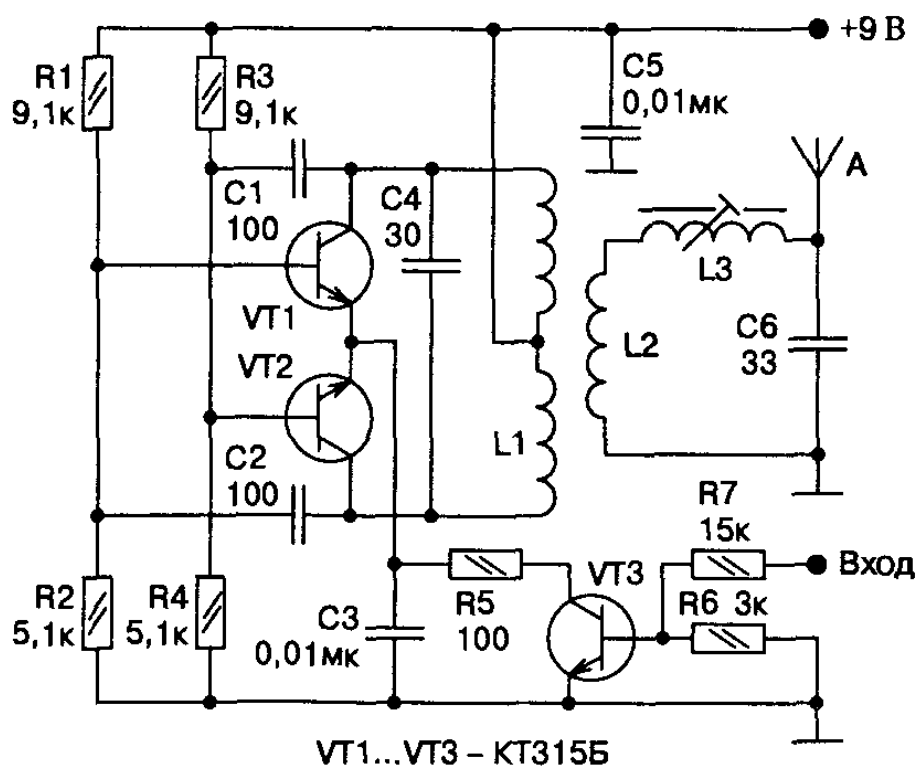 +9 В
R1
9,1к
R3
9,1к
C5
0,01мк
A
C1
100
C4
30
L3
VT1
L2
C6
33
VT2
L1
C2
100
R7
15к
Вход
R2
5,1к
R4
5,1к
C3
0,01мк
R5
100
VT3
R6 3к
VT1...VT3 – КТ315Б